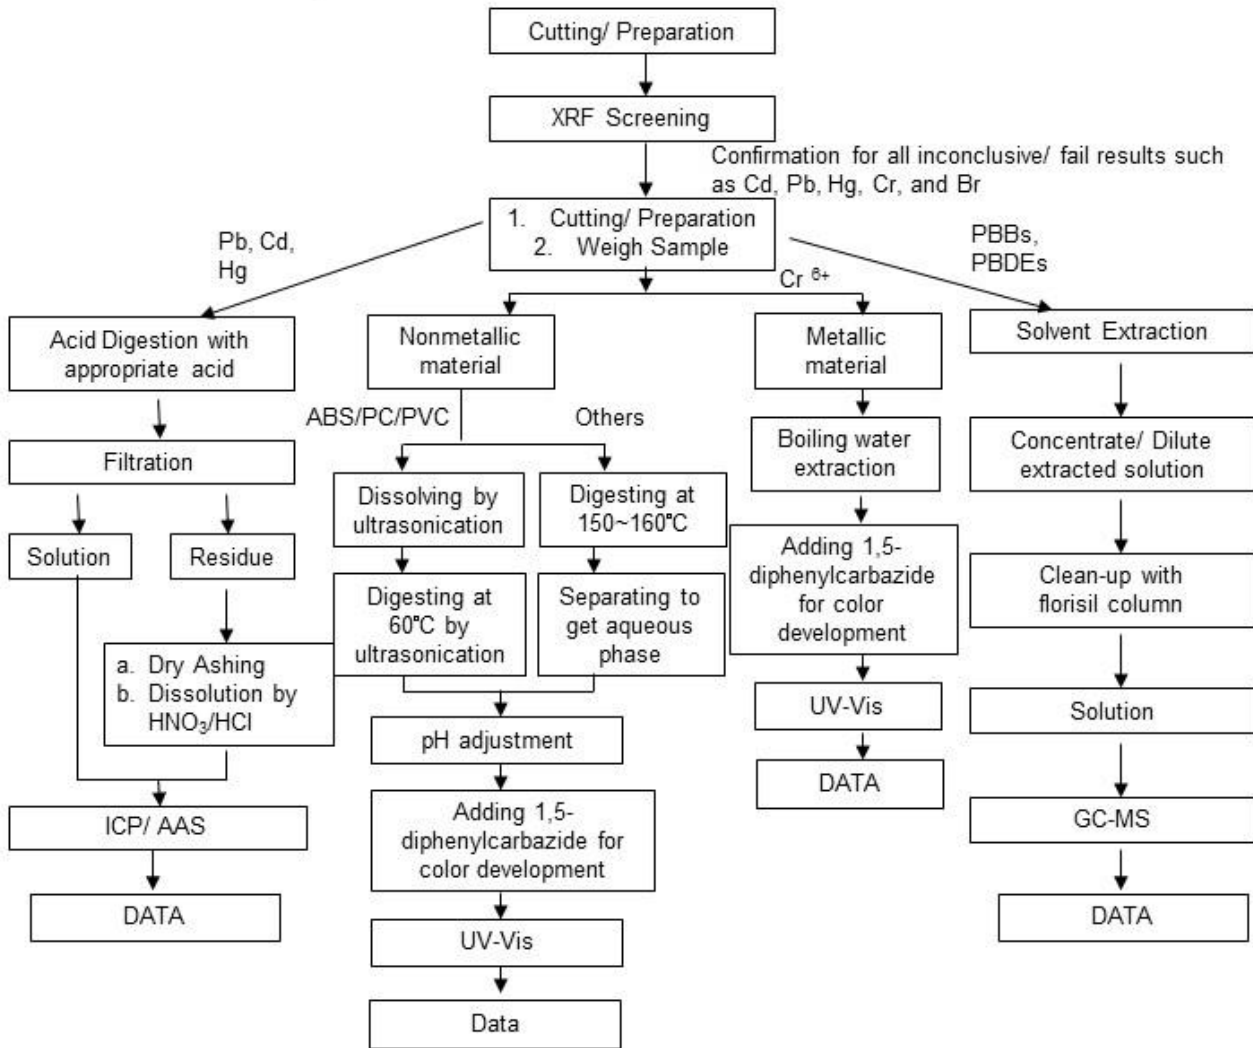 Cutting/ Preparation
XRF Screening
Confirmation for all inconclusive/ fail results such
as Cd, Pb, Hg, Cr, and Br
1. Cutting/ Preparation
2. Weigh Sample
Pb, Cd,
Hg
Cr ⁶⁺
PBBs,
PBDEs
Acid Digestion with
appropriate acid
Filtration
Solution
Residue
a. Dry Ashing
b. Dissolution by
HNO₃/HCl
ICP/ AAS
DATA
Nonmetallic
material
ABS/PC/PVC
Others
Dissolving by
ultrasonication
Digesting at
60°C by
ultrasonication
Digesting at
150~160°C
Separating to
get aqueous
phase
pH adjustment
Adding 1,5-
diphenylcarbazide for
color development
UV-Vis
Data
Metallic
material
Boiling water
extraction
Adding 1,5-
diphenylcarbazide
for color
development
UV-Vis
DATA
Solvent Extraction
Concentrate/ Dilute
extracted solution
Clean-up with
florisil column
Solution
GC-MS
DATA